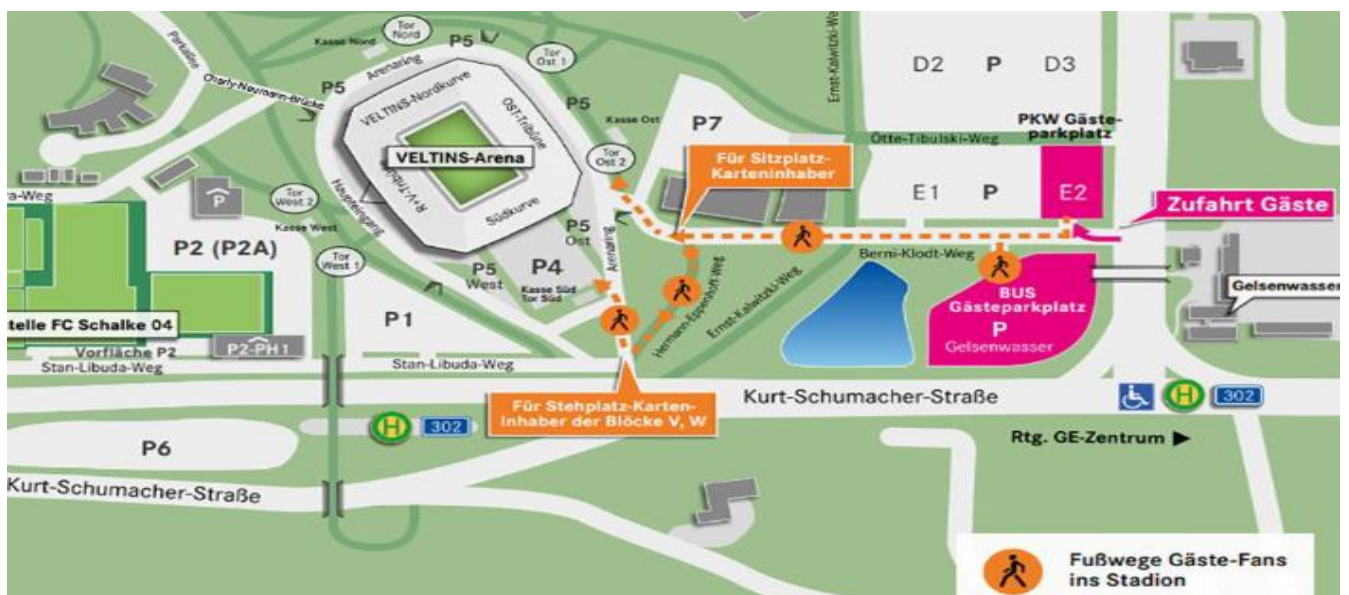 Tor
Nord
Kasse Nord
P5
Tor
Ost 1
Parkallee
Arenaring
Charly-Neumann-Brücke
P5
P5
VELTINS-Nordkurve
OST-Tribüne
Kasse Ost
P7
Ernst-Kalwitzki-Weg
D2
P
D3
PKW Gäste-
parkplatz
Otte-Tibulski-Weg
VELTINS-Arena
Tor
Ost 2
Für Sitzplatz-
Karteninhaber
Haupteingang
Südkurve
E1
P
E2
Zufahrt Gäste
P
Tor
West 2
Kasse West
P2 (P2A)
Tor
West 1
P5
Ost
Arenaring
P5
West
P4
Kasse Süd
Tor Süd
Berni-Klodt-Weg
Hermann-Eppenhoff-Weg
Ernst-Kalwitzki-Weg
BUS
Gästeparkplatz
P
Gelsenwasser
Gelsenwasser
P1
telle FC Schalke 04
Vorfläche P2
P2-PH1
Stan-Libuda-Weg
Stan-Libuda-Weg
Kurt-Schumacher-Straße
Für Stehplatz-Karten-
Inhaber der Blöcke V, W
H
302
H
302
Rtg. GE-Zentrum
P6
Kurt-Schumacher-Straße
Fußwege Gäste-Fans
ins Stadion